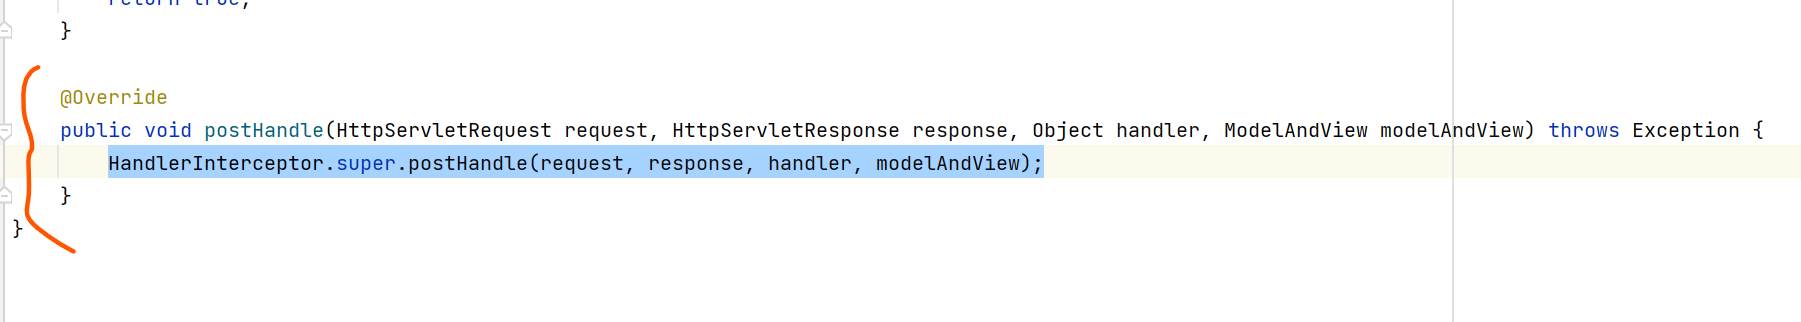 return true;
}
@Override
public void postHandle(HttpServletRequest request, HttpServletResponse response, Object handler, ModelAndView modelAndView) throws Exception {
HandlerInterceptor.super.postHandle(request, response, handler, modelAndView);
}
}